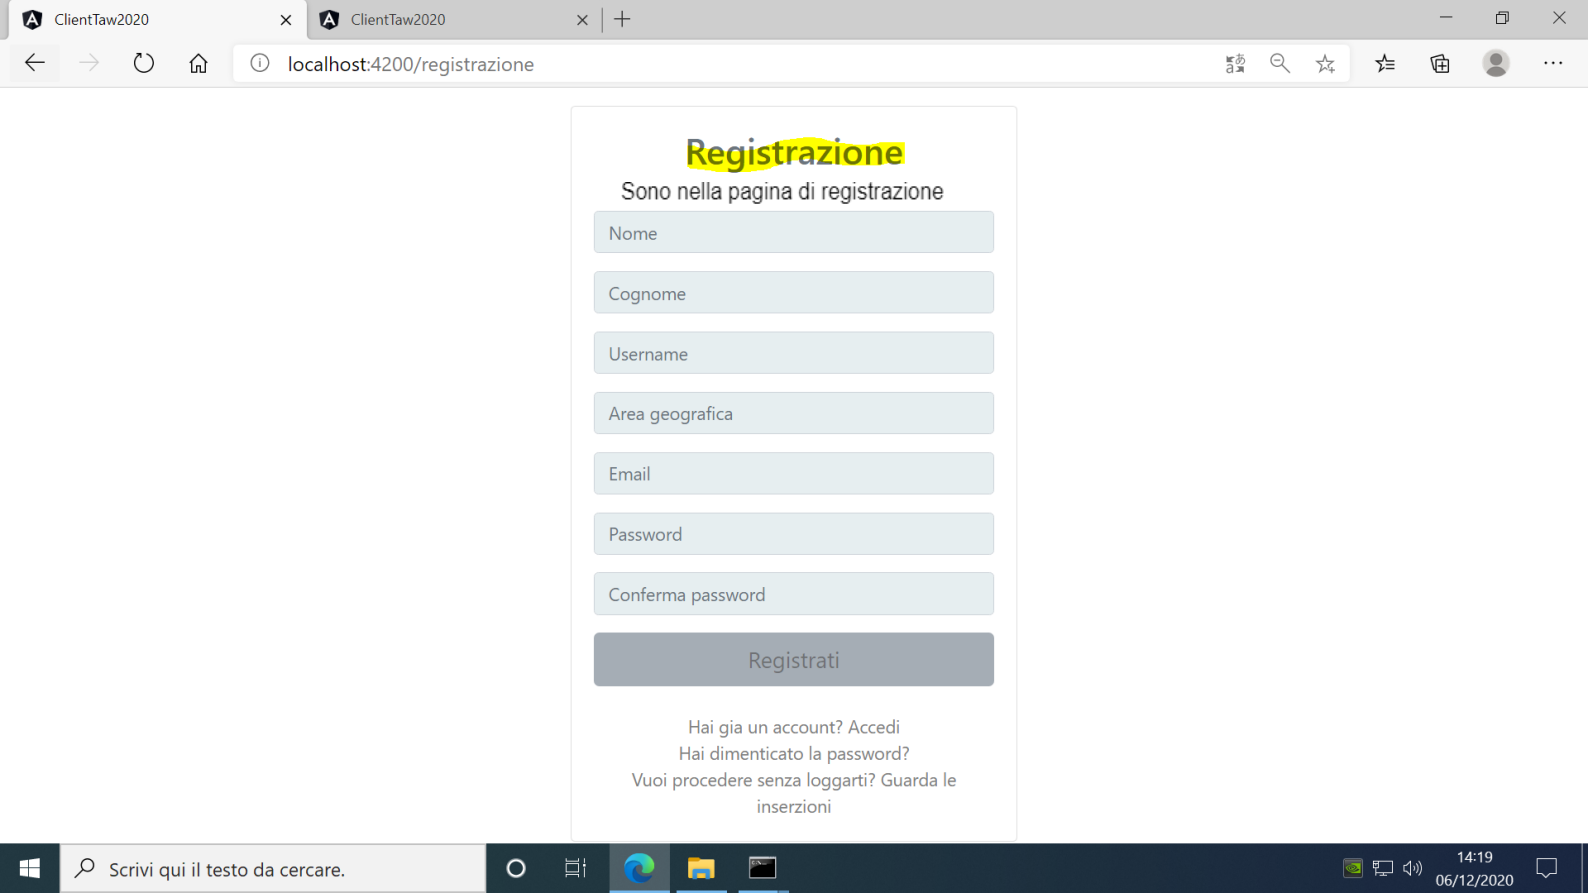 ClientTaw2020
ClientTaw2020
localhost:4200/registrazione
Registrazione
Sono nella pagina di registrazione
Nome
Cognome
Username
Area geografica
Email
Password
Conferma password
Registrati
Hai gia un account? Accedi
Hai dimenticato la password?
Vuoi procedere senza loggarti? Guarda le
inserzioni
Scrivi qui il testo da cercare.
14:19
06/12/2020